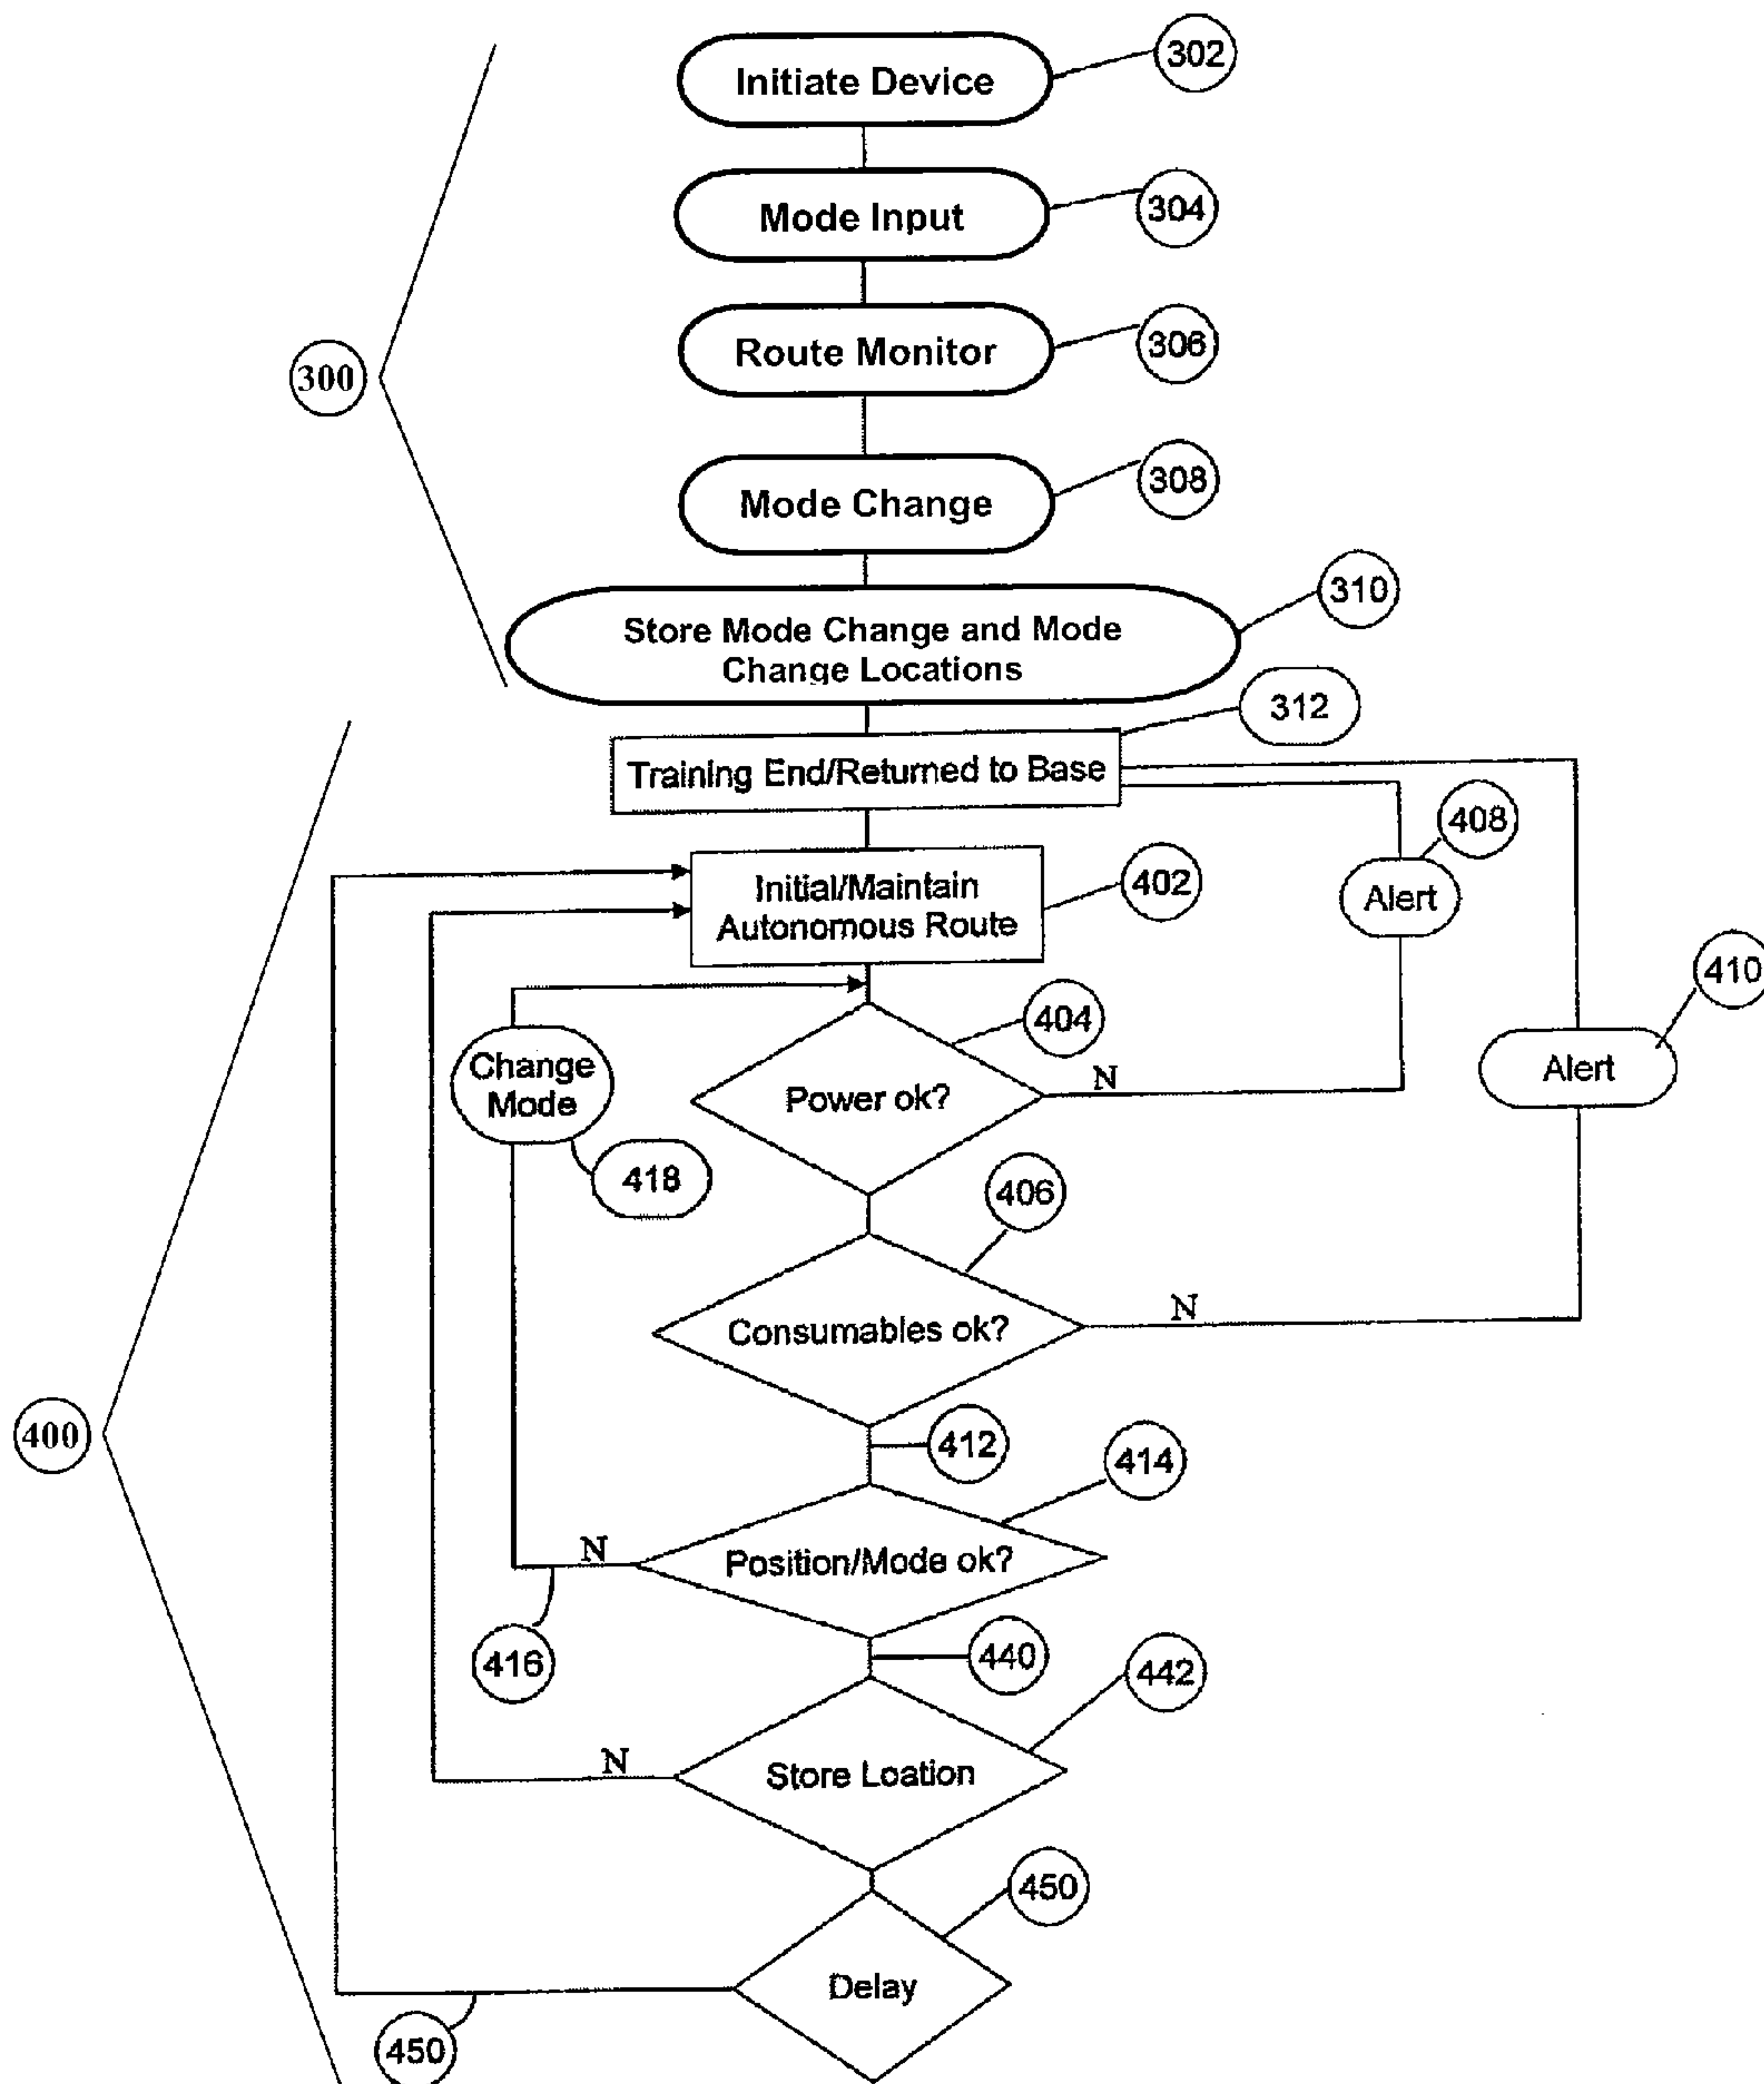 302
Initiate Device
304
Mode Input
306
Route Monitor
300
308
Mode Change
310
Store Mode Change and Mode
Change Locations
312
Training End/Returned to Base
408
Alert
402
Initial/Maintain
Autonomous Route
410
Alert
404
Change
Mode
Power ok?
N
418
406
Consumables ok?
N
400
412
414
Position/Mode ok?
N
416
440
442
Store Loation
N
450
Delay
450